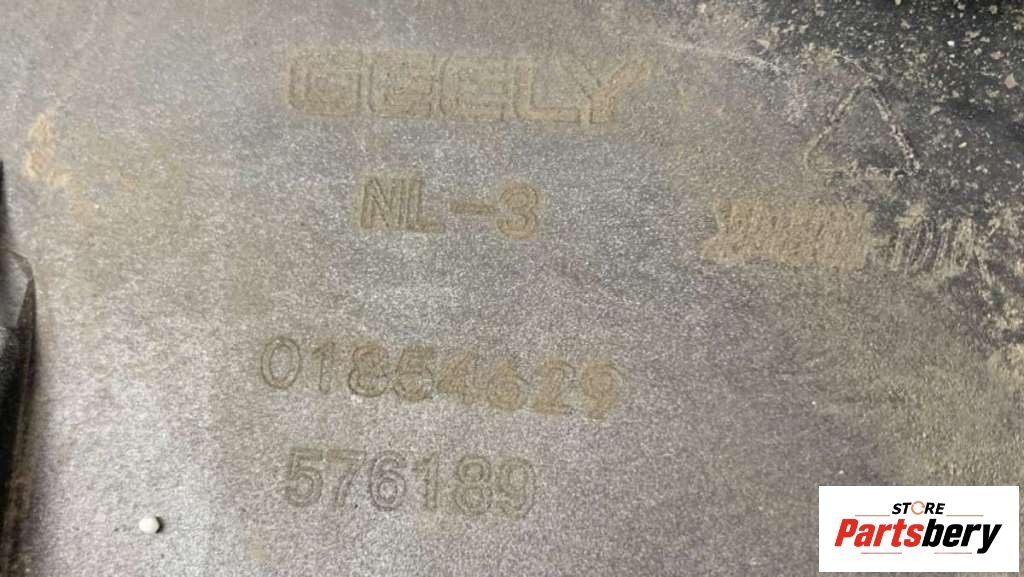 GEELY
NL-3
01854629
576189
STORE
Partsbery